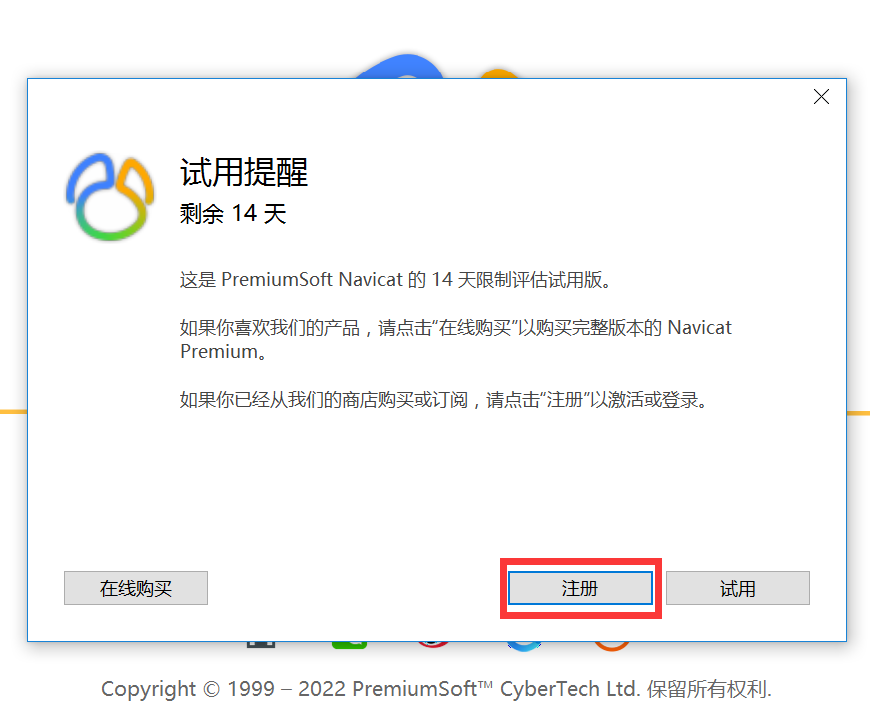 试用提醒
剩余 14 天
这是 PremiumSoft Navicat 的 14 天限制评估试用版。
如果你喜欢我们的产品，请点击“在线购买”以购买完整版本的 Navicat
Premium。
如果你已经从我们的商店购买或订阅，请点击“注册”以激活或登录。
在线购买
注册
试用
Copyright © 1999 – 2022 PremiumSoft™ CyberTech Ltd. 保留所有权利.